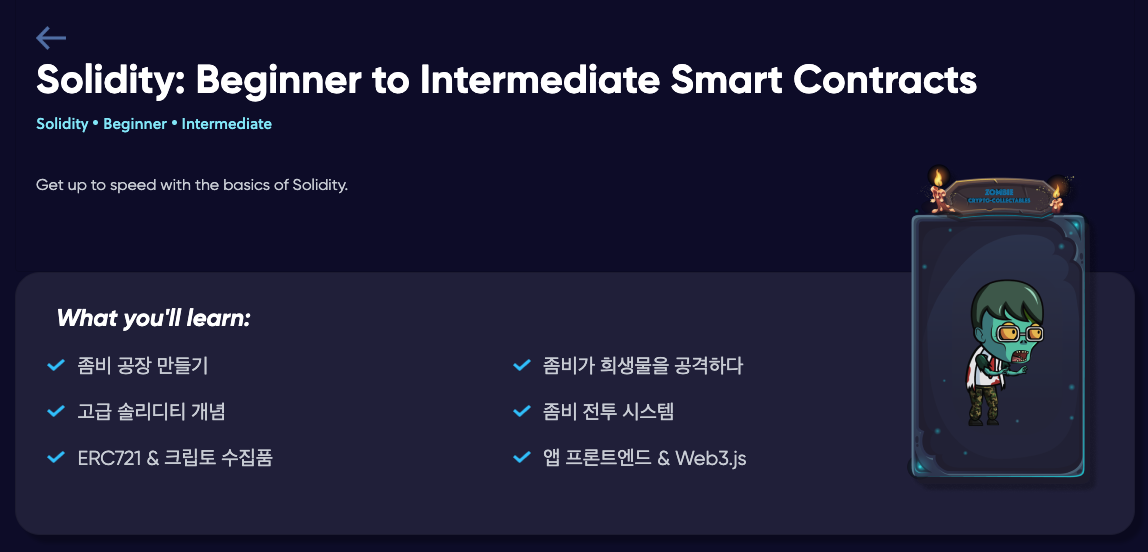 Solidity: Beginner to Intermediate Smart Contracts
Solidity • Beginner • Intermediate
Get up to speed with the basics of Solidity.
ZOMBIE
CRYPTO-COLLECTABLES
What you'll learn:
좀비 공장 만들기
좀비가 희생물을 공격하다
고급 솔리디티 개념
좀비 전투 시스템
ERC721 & 크립토 수집품
앱 프론트엔드 & Web3.js